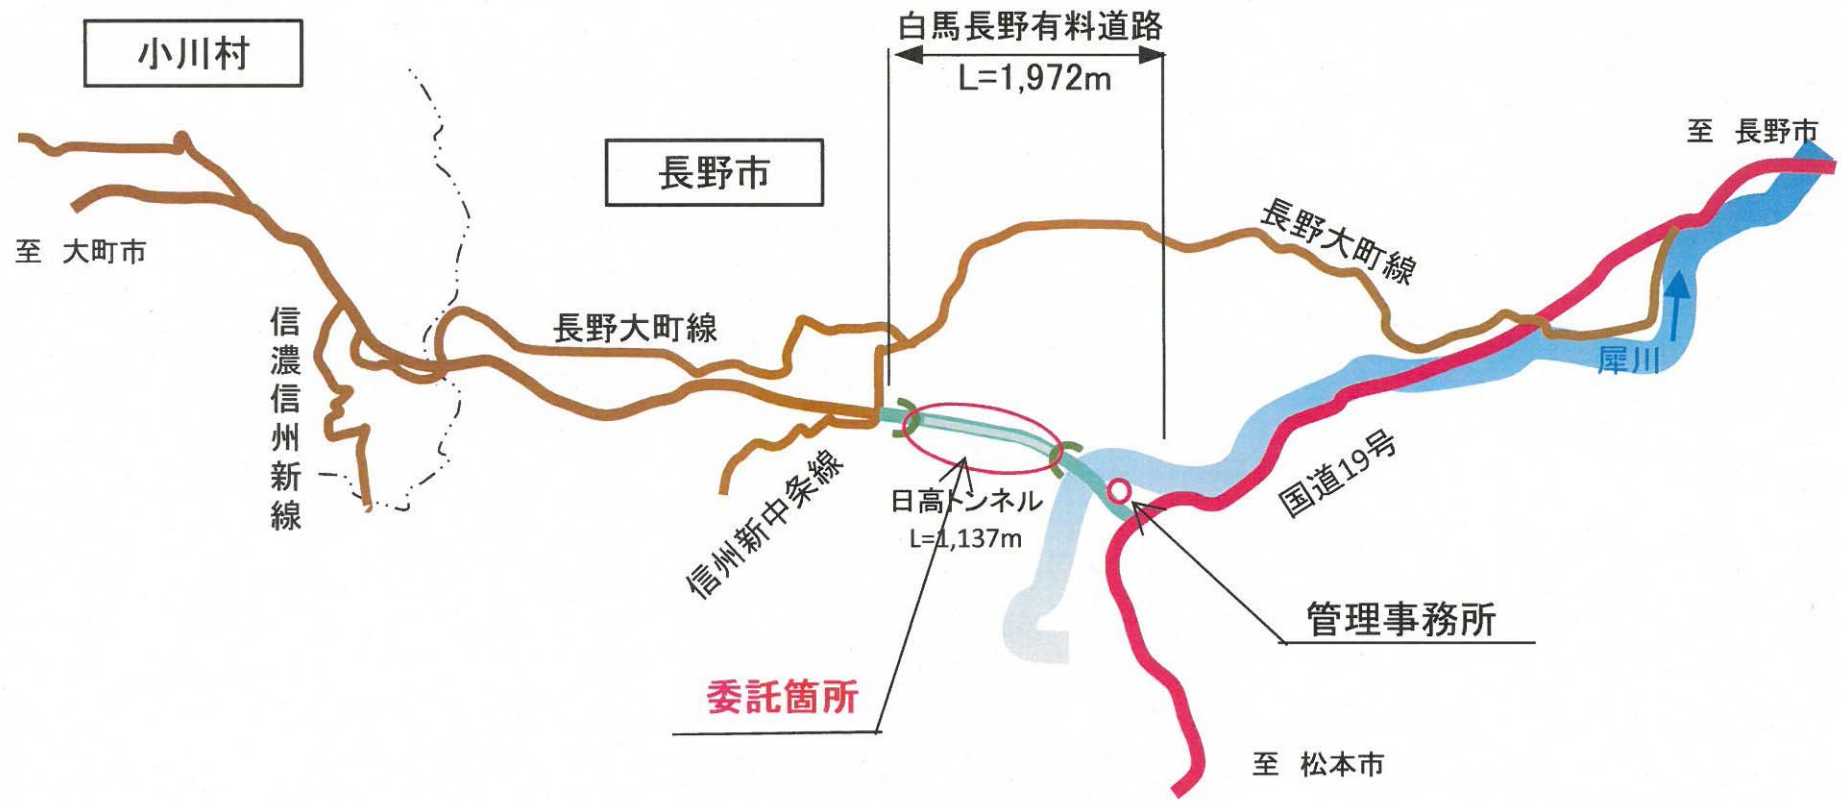 白馬長野有料道路
L=1,972m
小川村
長野市
至 長野市
至 大町市
長野大町線
長野大町線
信濃信州新線
犀川
国道19号
信州新中条線
日高トンネル
L=1,137m
管理事務所
委託箇所
至 松本市